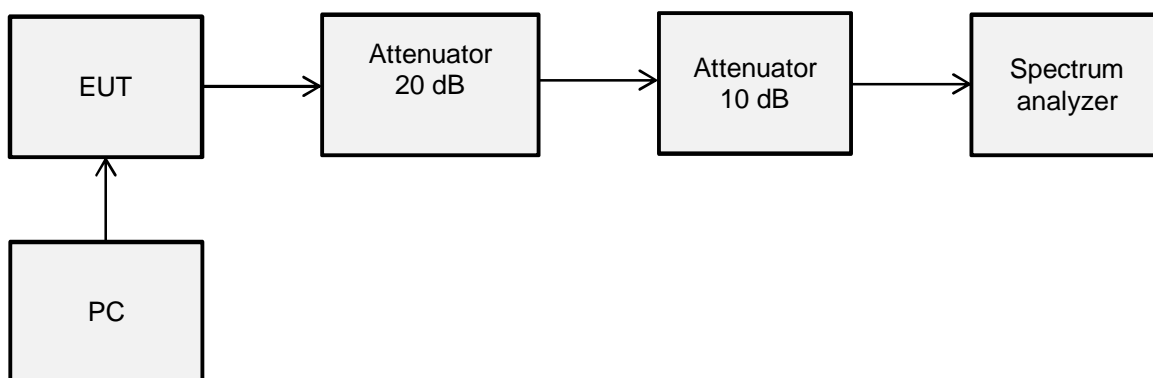 EUT
Attenuator
20 dB
Attenuator
10 dB
Spectrum
analyzer
PC